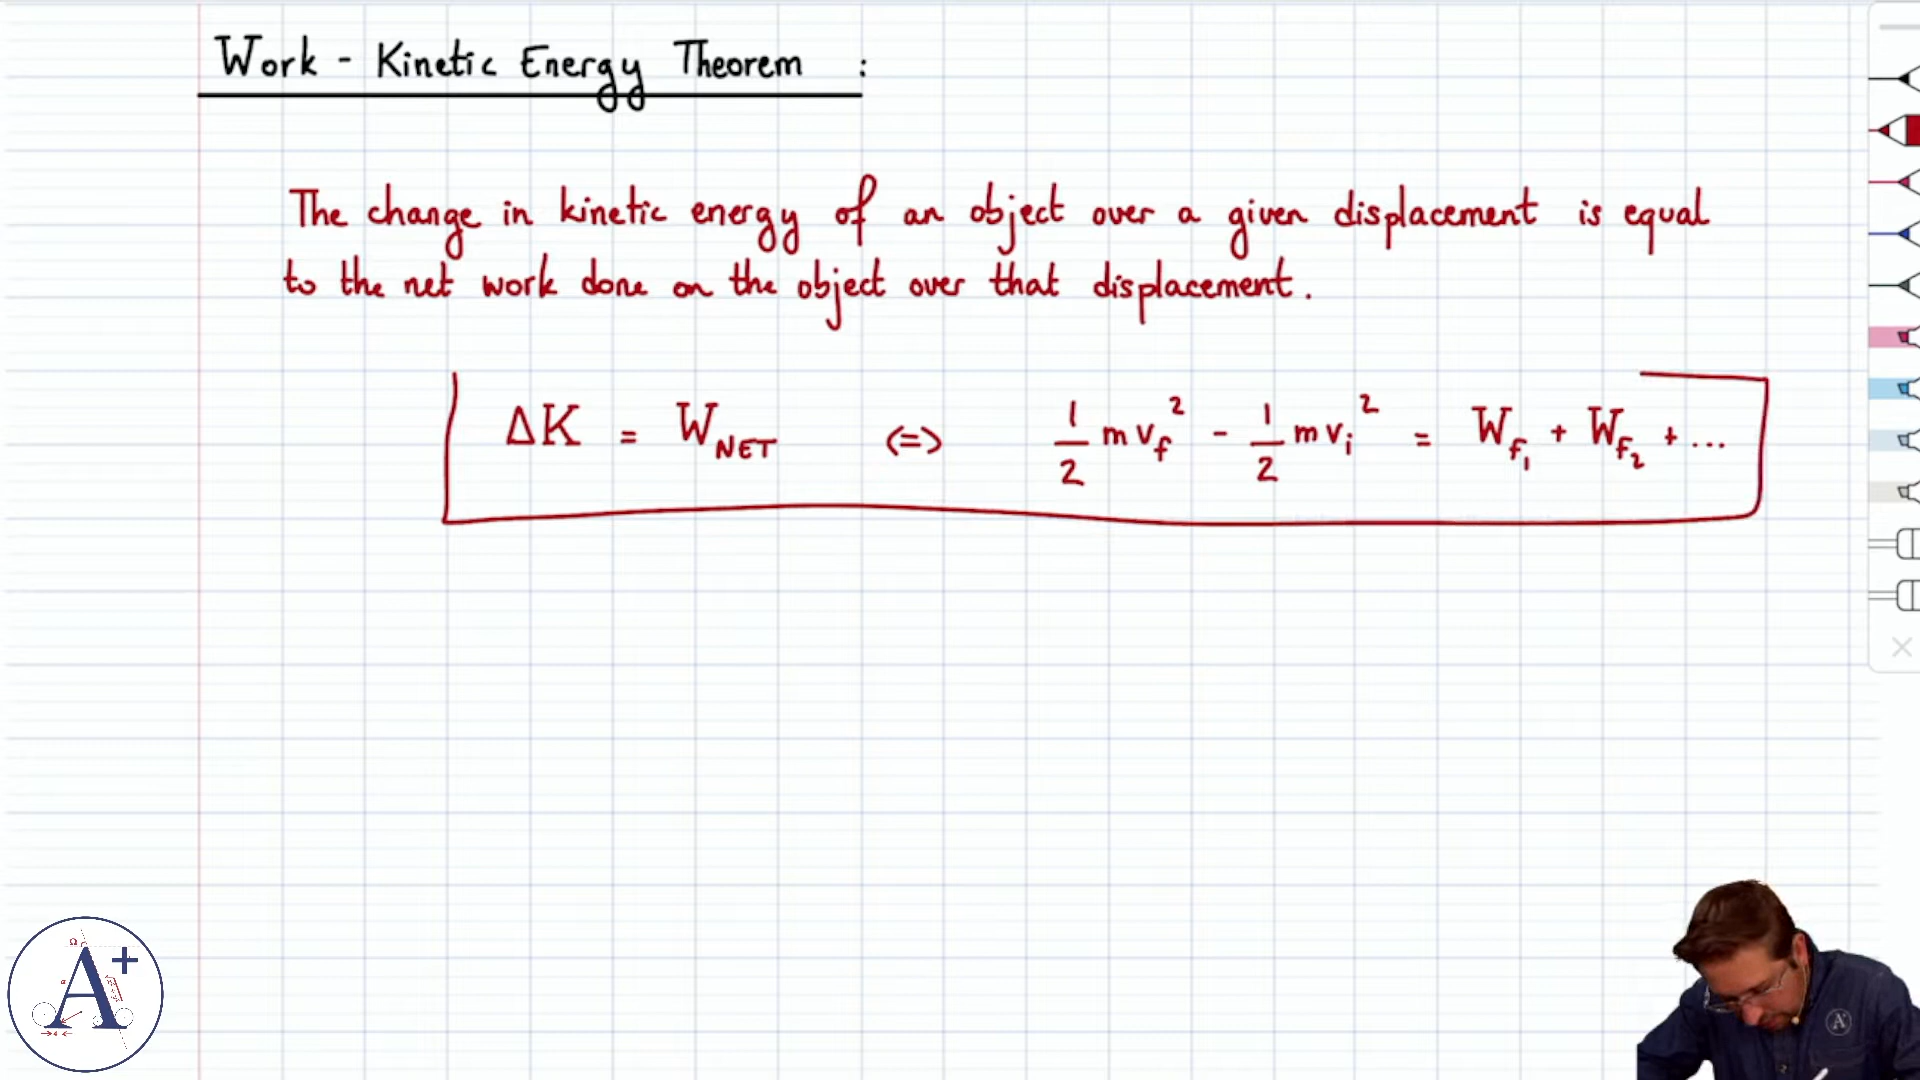 Work - Kinetic Energy Theorem :
The change in kinetic energy of an object over a given displacement is equal
to the net work done on the object over that displacement.
ΔK = W_NET <=> 1/2 mv_f^2 - 1/2 mv_i^2 = W_F1 + W_F2 + ...
A+